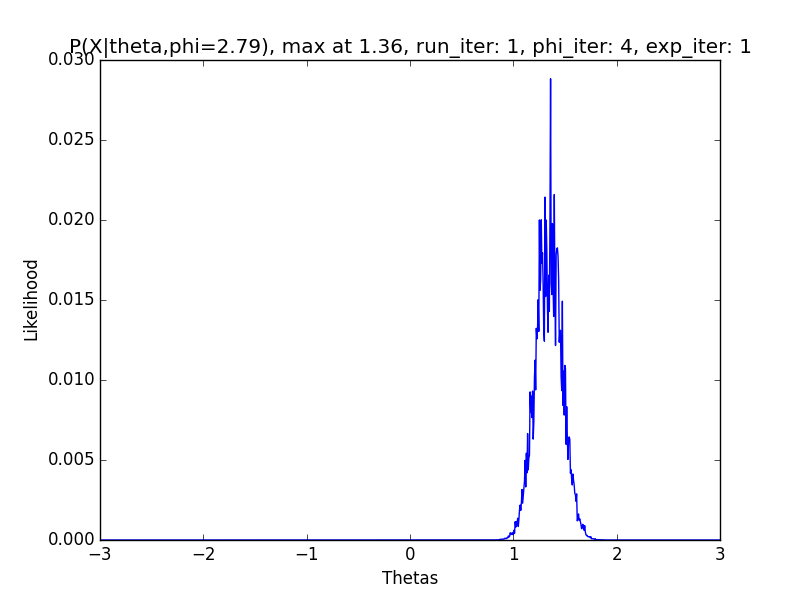 P(X|theta,phi=2.79), max at 1.36, run_iter: 1, phi_iter: 4, exp_iter: 1
0.030
0.025
0.020
0.015
0.010
0.005
0.000
Likelihood
−3 −2 −1 0 1 2 3
Thetas